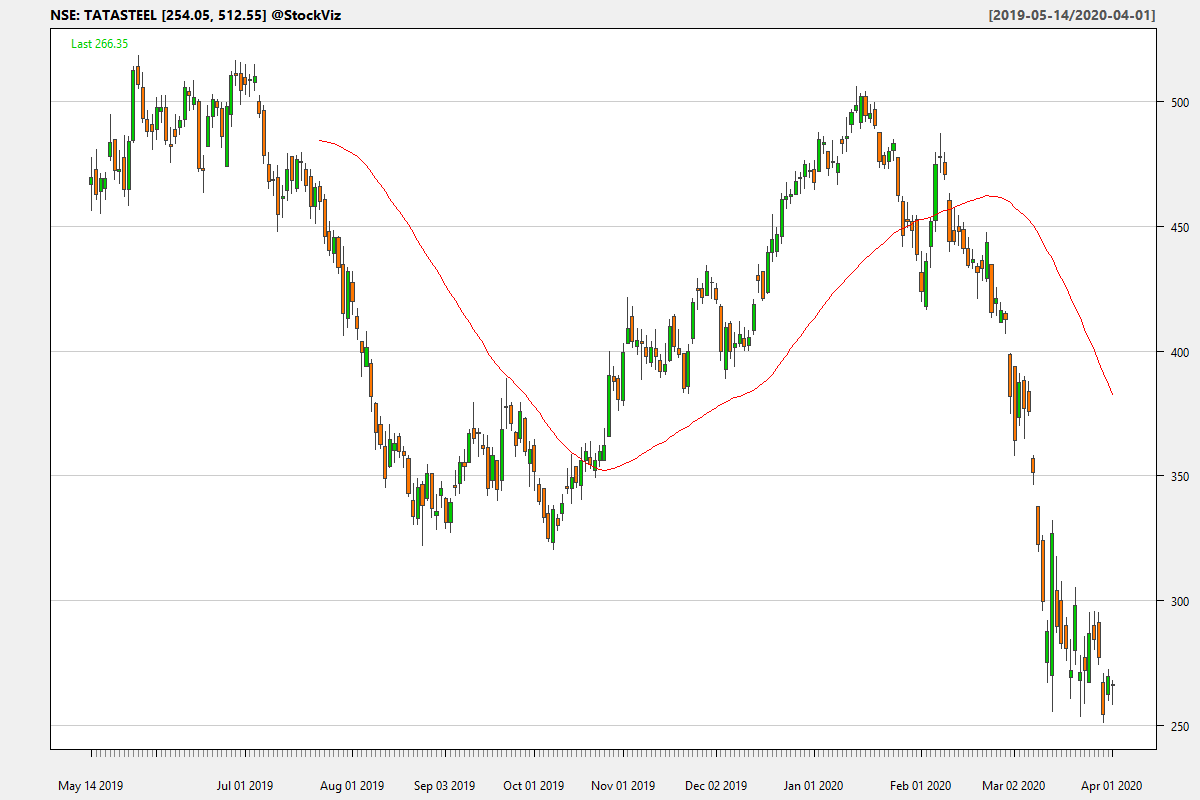 NSE: TATASTEEL [254.05, 512.55] @StockViz [2019-05-14/2020-04-01]
Last 266.35
500
450
400
350
300
250
May 14 2019 Jul 01 2019 Aug 01 2019 Sep 03 2019 Oct 01 2019 Nov 01 2019 Dec 02 2019 Jan 01 2020 Feb 01 2020 Mar 02 2020 Apr 01 2020